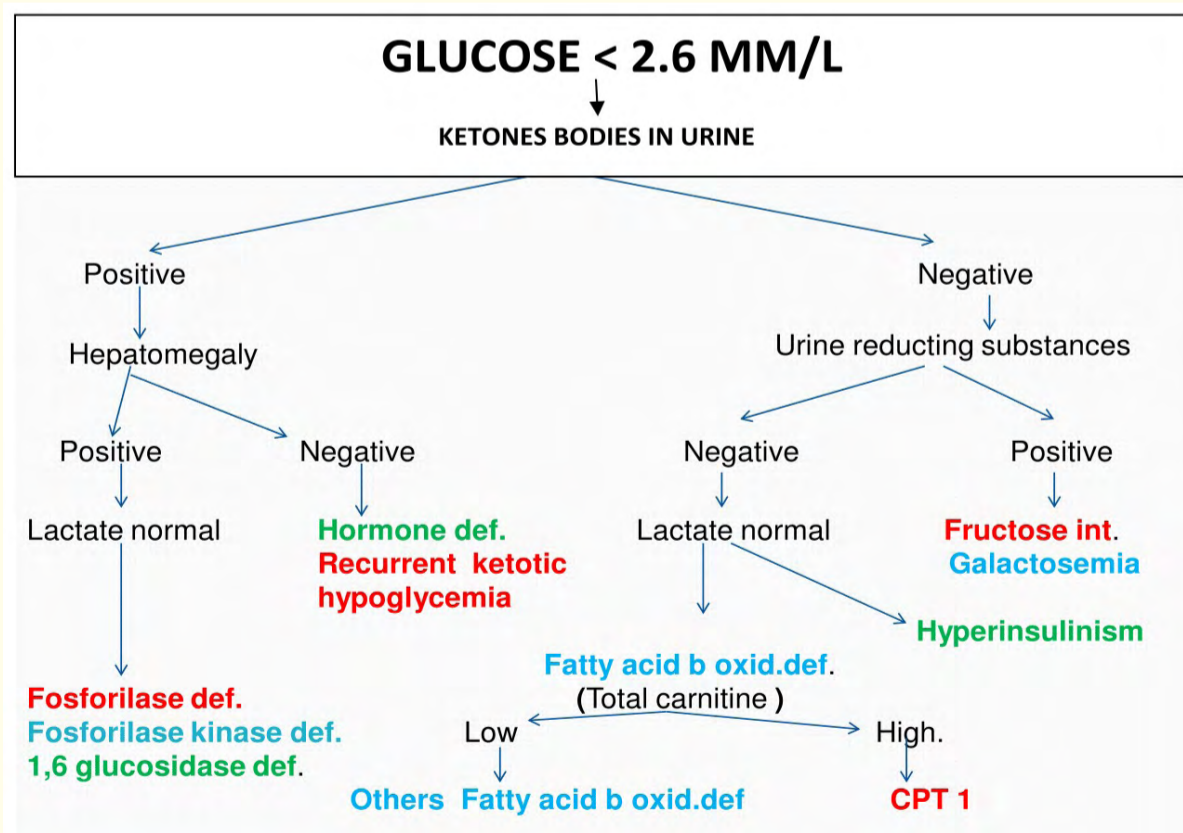 GLUCOSE < 2.6 MM/L
KETONES BODIES IN URINE
Positive
Negative
Hepatomegaly
Urine reducting substances
Positive
Negative
Negative
Positive
Lactate normal
Hormone def.
Recurrent ketotic
hypoglycemia
Lactate normal
Fructose int.
Galactosemia
Hyperinsulinism
Fatty acid b oxid.def.
(Total carnitine )
Fosforilase def.
Fosforilase kinase def.
1,6 glucosidase def.
Low
High.
Others Fatty acid b oxid.def
CPT 1